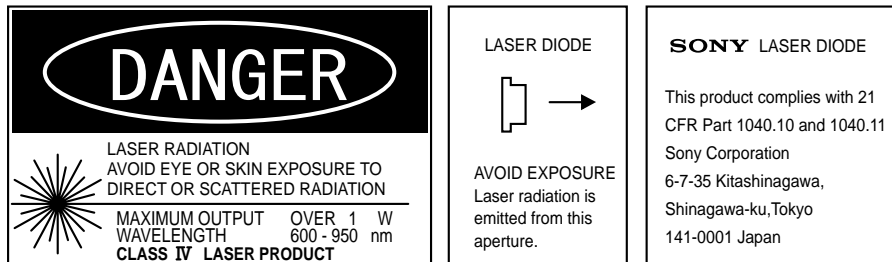 DANGER
LASER RADIATION
AVOID EYE OR SKIN EXPOSURE TO
DIRECT OR SCATTERED RADIATION
MAXIMUM OUTPUT OVER 1 W
WAVELENGTH 600 - 950 nm
CLASS Ⅳ LASER PRODUCT
LASER DIODE
AVOID EXPOSURE
Laser radiation is
emitted from this
aperture.
SONY LASER DIODE
This product complies with 21
CFR Part 1040.10 and 1040.11
Sony Corporation
6-7-35 Kitashinagawa,
Shinagawa-ku,Tokyo
141-0001 Japan